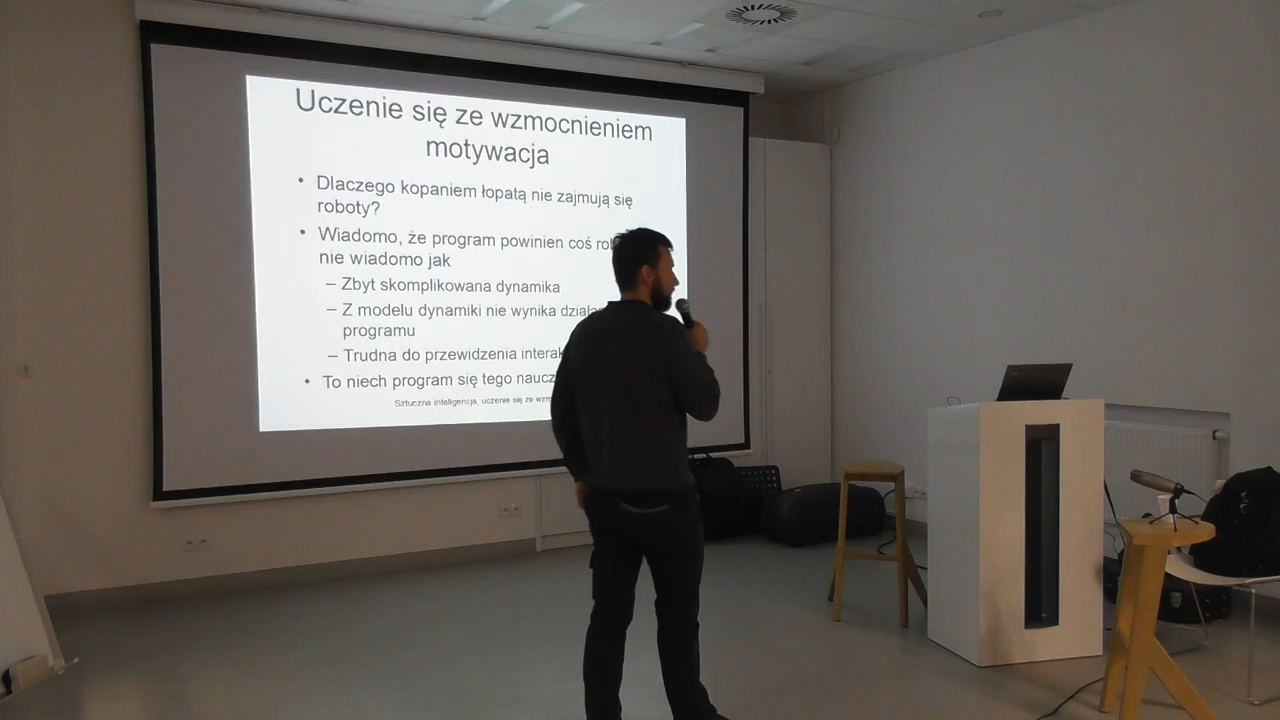 Uczenie się ze wzmocnieniem
motywacja
• Dlaczego kopaniem łopatą nie zajmują się
roboty?
• Wiadomo, że program powinien coś
nie wiadomo jak
– Zbyt skomplikowana dynamika
– Z modelu dynamiki nie wynika
programu
– Trudna do przewidzenia
• To niech program się tego
Sztuczna inteligencja, uczenie się ze